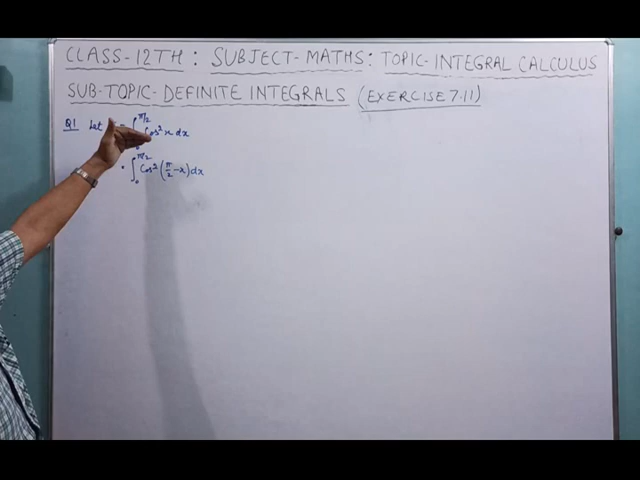 CLASS-12TH: SUBJECT-MATHS: TOPIC-INTEGRAL CALCULUS
SUB-TOPIC-DEFINITE INTEGRALS (EXERCISE 7.11)
Q1 Let = ∫ π/2 Cos² x dx
= ∫₀^π/2 Cos² (π/2 - x) dx